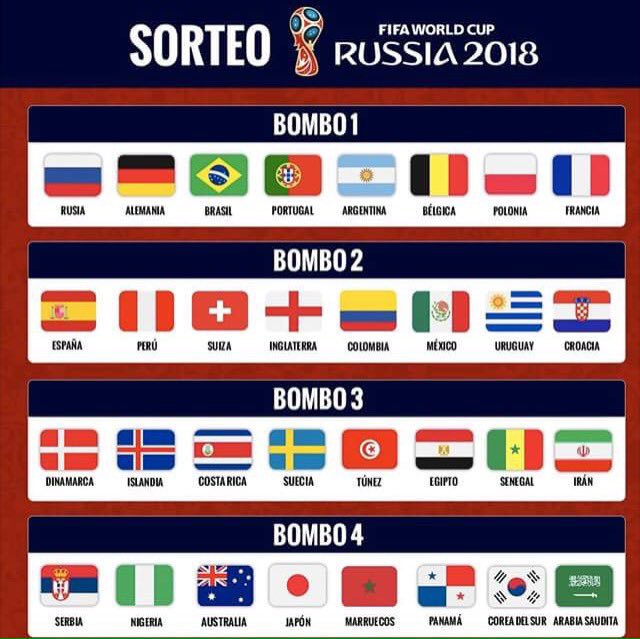 SORTEO
FIFA WORLD CUP
RUSSIA 2018
BOMBO 1
RUSIA ALEMANIA BRASIL PORTUGAL ARGENTINA BÉLGICA POLONIA FRANCIA
BOMBO 2
ESPAÑA PERÚ SUIZA INGLATERRA COLOMBIA MÉXICO URUGUAY CROACIA
BOMBO 3
DINAMARCA ISLANDIA COSTA RICA SUECIA TÚNEZ EGIPTO SENEGAL IRÁN
BOMBO 4
SERBIA NIGERIA AUSTRALIA JAPÓN MARRUECOS PANAMÁ COREA DEL SUR ARABIA SAUDITA